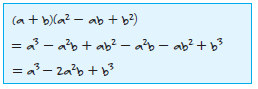 (a + b)(a² − ab + b²)
= a³ − a²b + ab² − a²b − ab² + b³
= a³ − 2a²b + b³